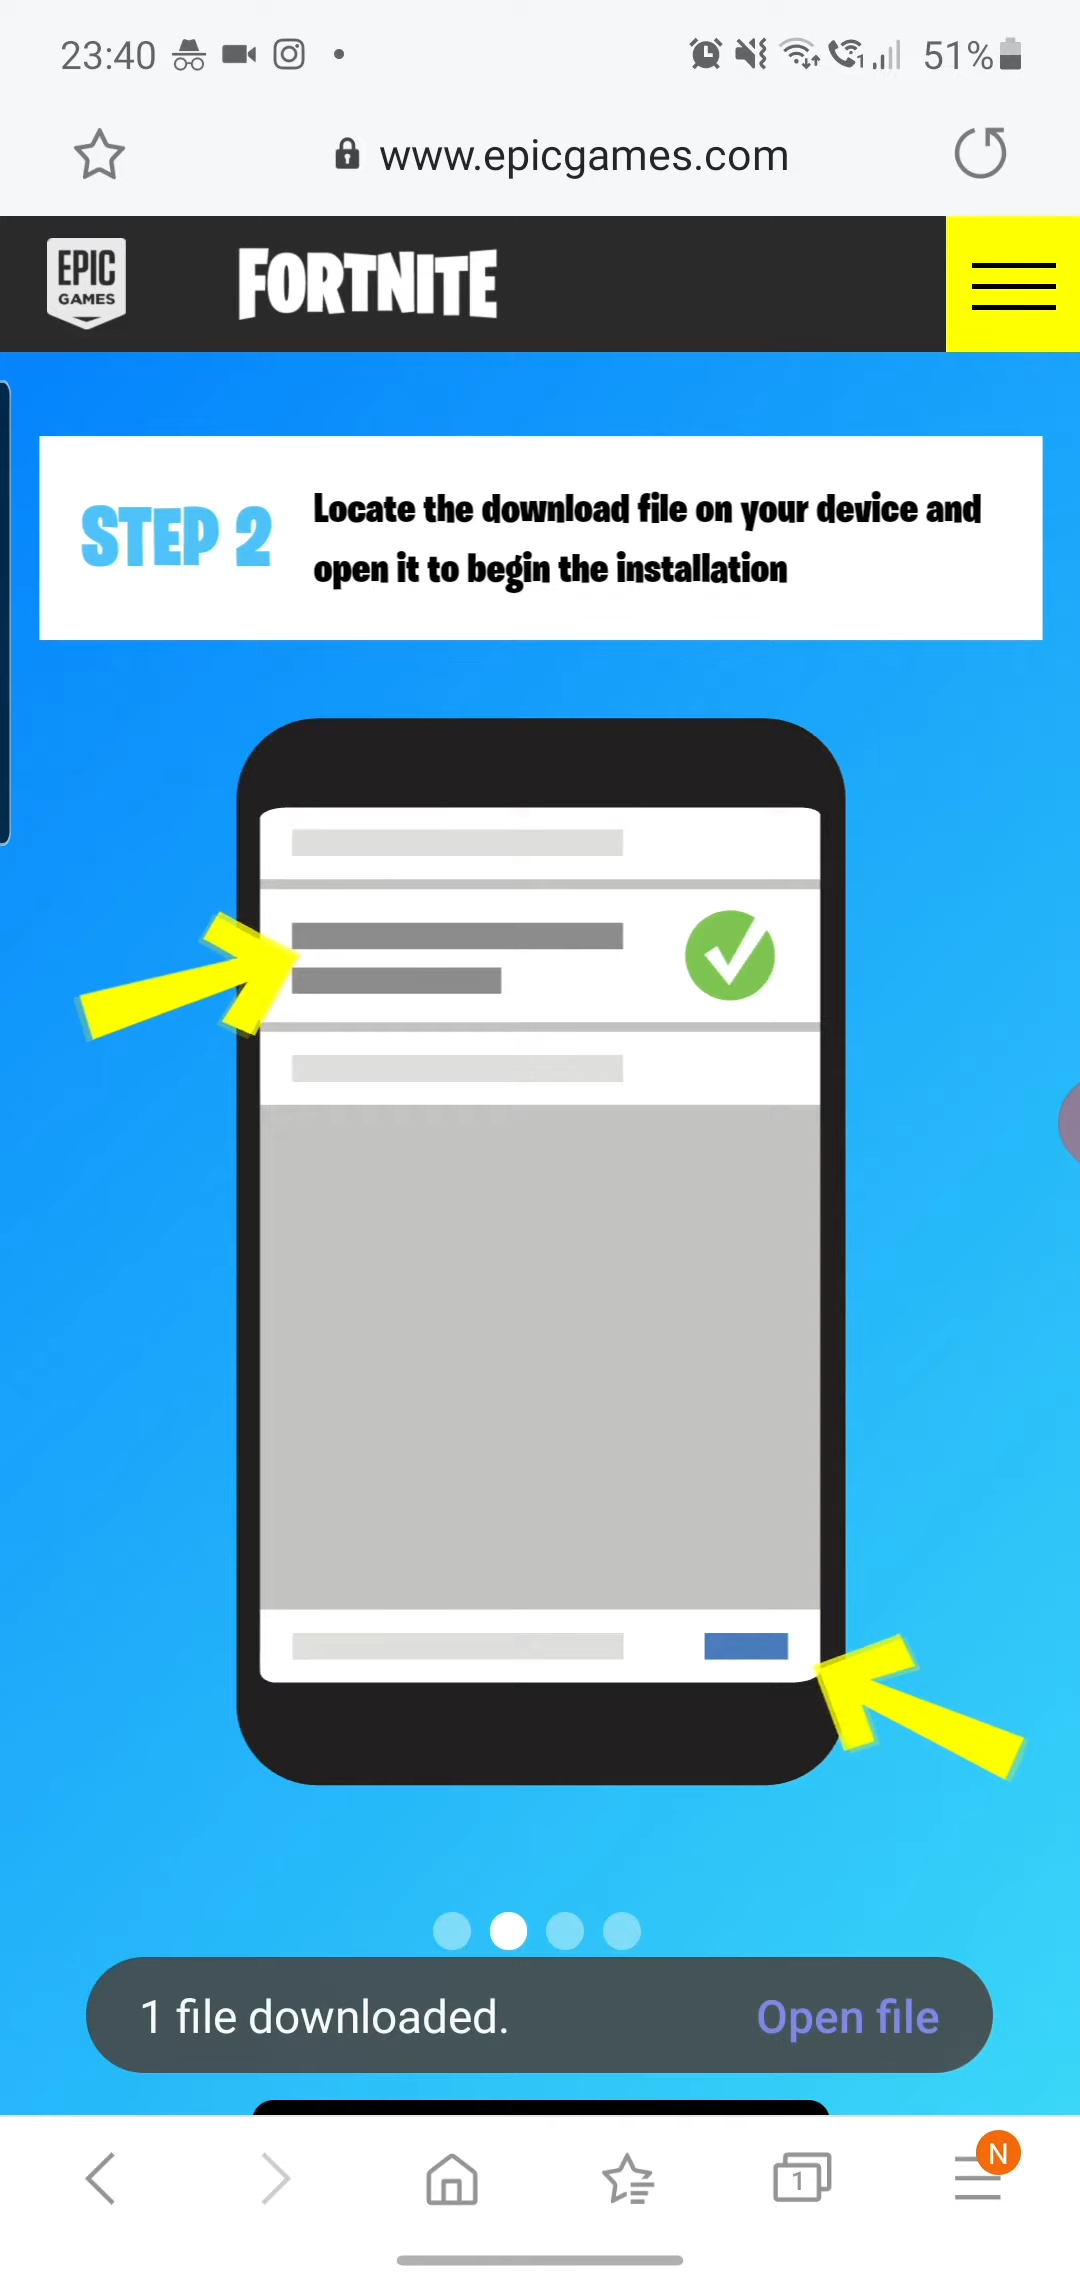 23:40
51%
www.epicgames.com
EPIC
GAMES
FORTNITE
STEP 2
Locate the download file on your device and
open it to begin the installation
1 file downloaded.
Open file
1
N